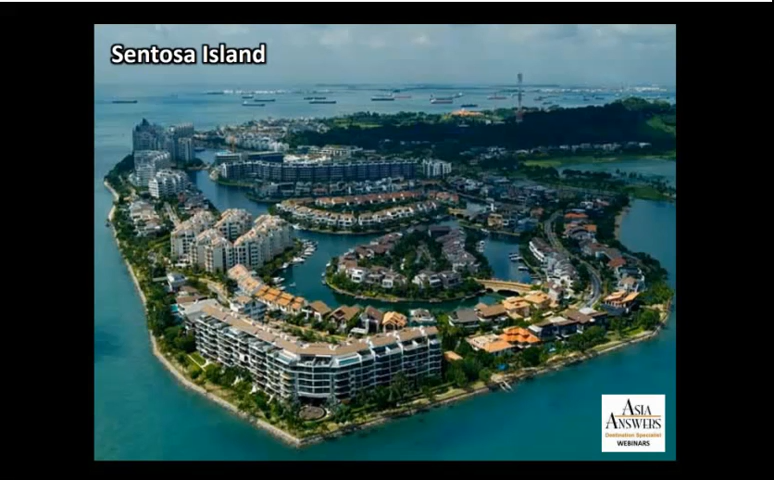 Sentosa Island
ASIA
ANSWERS
Destination Specialist
WEBINARS